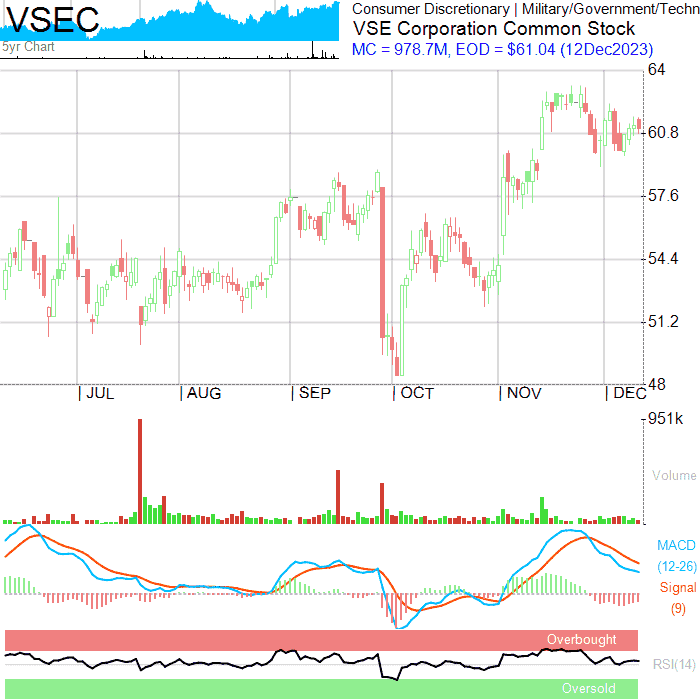 VSEC
5yr Chart
Consumer Discretionary | Military/Government/Techn
VSE Corporation Common Stock
MC = 978.7M, EOD = $61.04 (12Dec2023)
64
60.8
57.6
54.4
51.2
48
| JUL | AUG | SEP | OCT | NOV | DEC
951k
Volume
MACD
(12-26)
Signal
(9)
Overbought
RSI(14)
Oversold